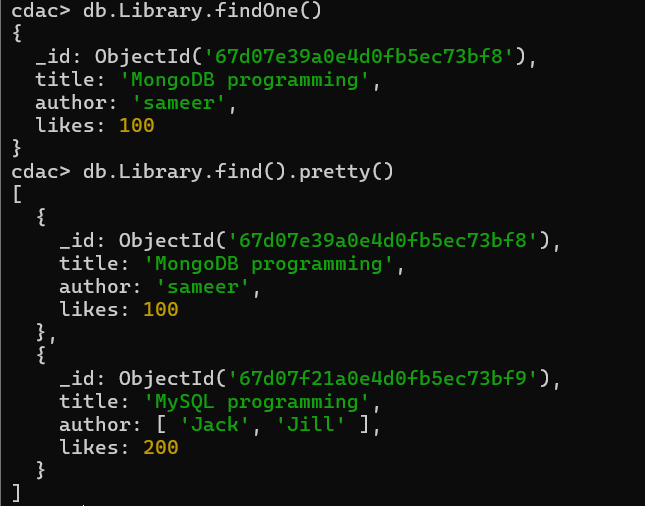 cdac> db.Library.findOne()
{
  _id: ObjectId('67d07e39a0e4d0fb5ec73bf8'),
  title: 'MongoDB programming',
  author: 'sameer',
  likes: 100
}
cdac> db.Library.find().pretty()
[
  {
    _id: ObjectId('67d07e39a0e4d0fb5ec73bf8'),
    title: 'MongoDB programming',
    author: 'sameer',
    likes: 100
  },
  {
    _id: ObjectId('67d07f21a0e4d0fb5ec73bf9'),
    title: 'MySQL programming',
    author: [ 'Jack', 'Jill' ],
    likes: 200
  }
]